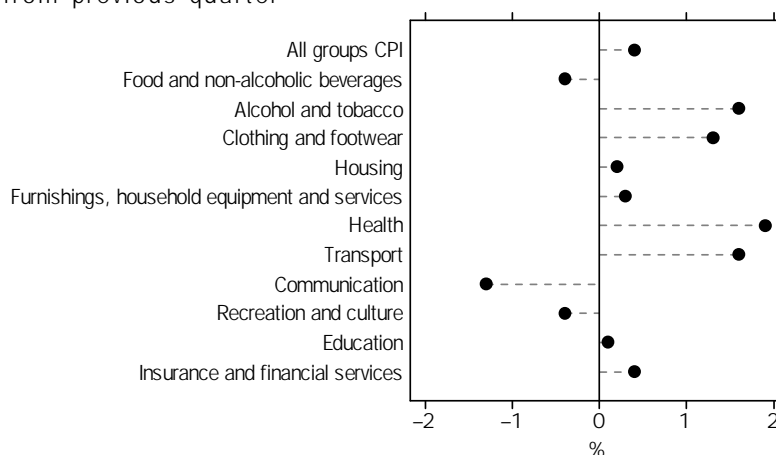 from previous quarter
All groups CPI
Food and non-alcoholic beverages
Alcohol and tobacco
Clothing and footwear
Housing
Furnishings, household equipment and services
Health
Transport
Communication
Recreation and culture
Education
Insurance and financial services
–2 –1 0 1 2
%